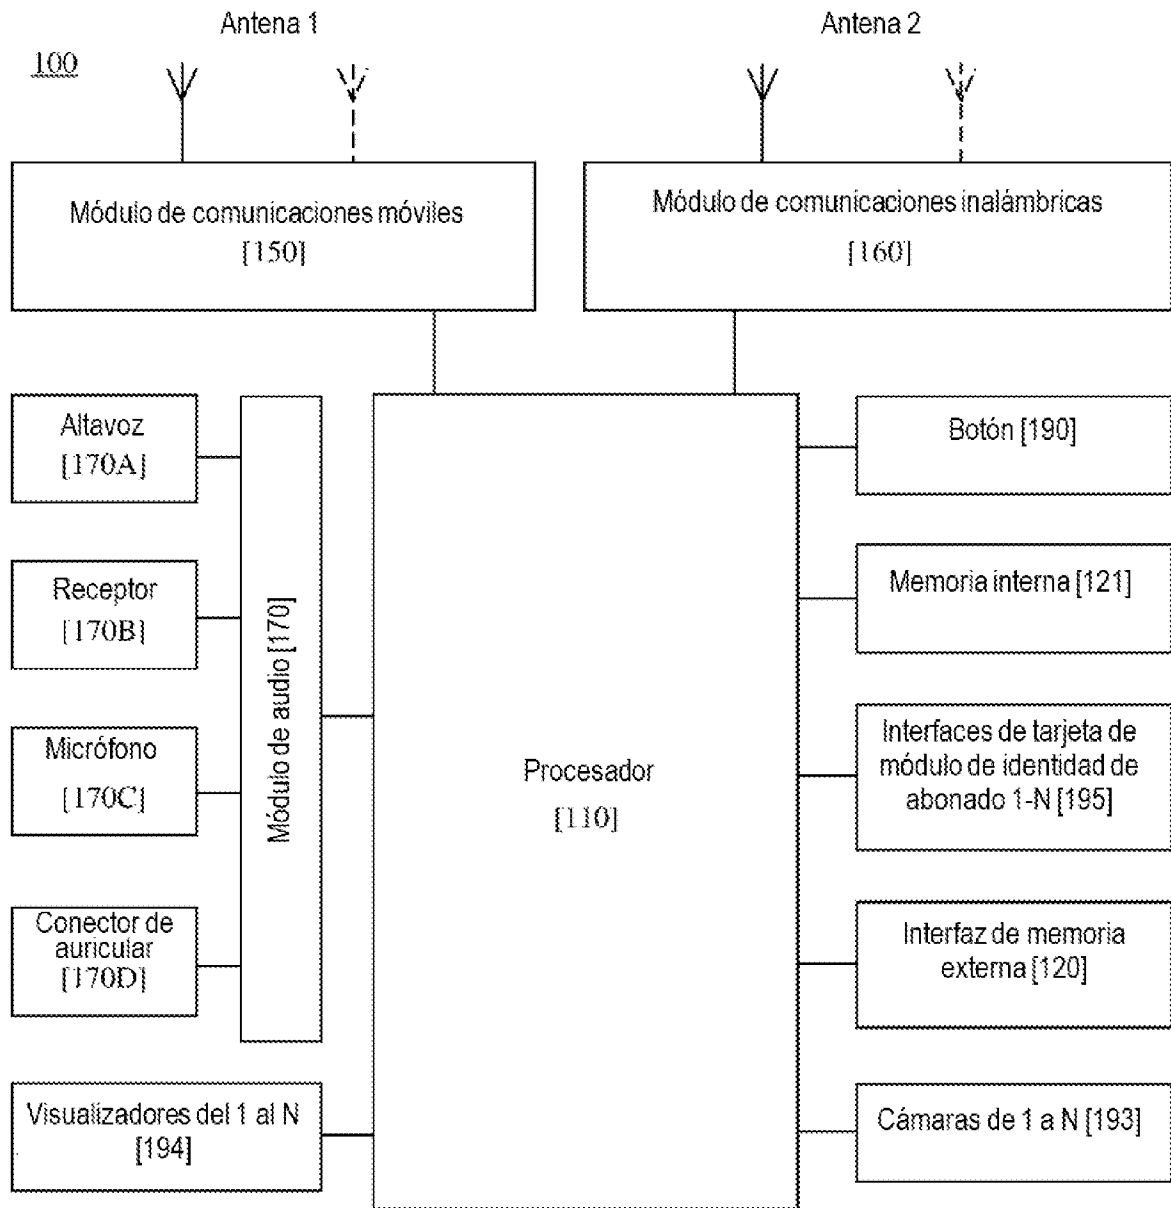 Antena 1
Antena 2
100
Módulo de comunicaciones móviles
[150]
Módulo de comunicaciones inalámbricas
[160]
Altavoz
[170A]
Receptor
[170B]
Micrófono
[170C]
Conector de
auricular
[170D]
Módulo de audio [170]
Visualizadores del 1 al N
[194]
Procesador
[110]
Botón [190]
Memoria interna [121]
Interfaces de tarjeta de
módulo de identidad de
abonado 1-N [195]
Interfaz de memoria
externa [120]
Cámaras de 1 a N [193]